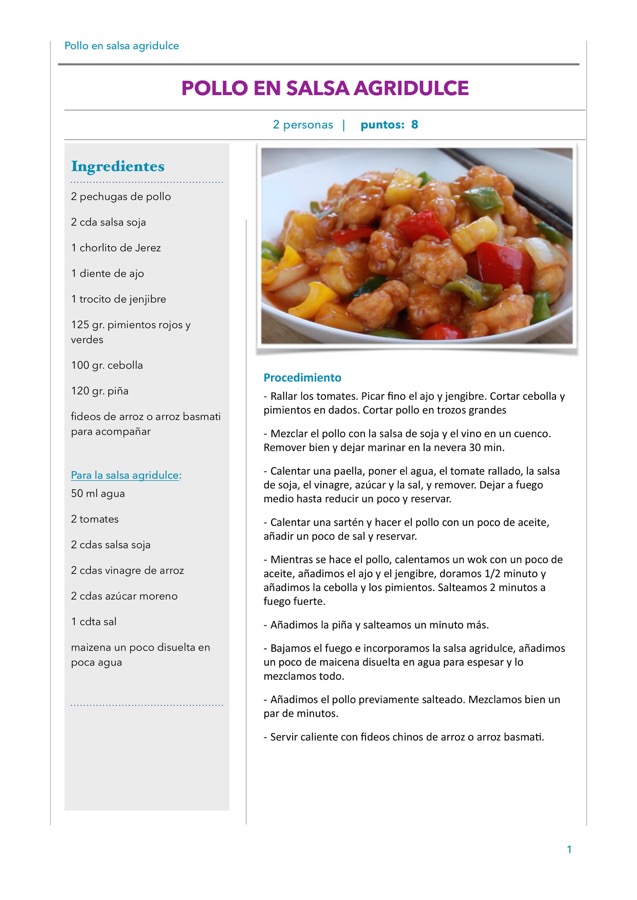 Pollo en salsa agridulce
POLLO EN SALSA AGRIDULCE
2 personas | puntos: 8
Ingredientes
2 pechugas de pollo
2 cda salsa soja
1 chorlito de Jerez
1 diente de ajo
1 trocito de jenjibre
125 gr. pimientos rojos y
verdes
100 gr. cebolla
120 gr. piña
fideos de arroz o arroz basmati
para acompañar
Para la salsa agridulce:
50 ml agua
2 tomates
2 cdas salsa soja
2 cdas vinagre de arroz
2 cdas azúcar moreno
1 cdta sal
maizena un poco disuelta en
poca agua
Procedimiento
- Rallar los tomates. Picar fino el ajo y jengibre. Cortar cebolla y
pimientos en dados. Cortar pollo en trozos grandes
- Mezclar el pollo con la salsa de soja y el vino en un cuenco.
Remover bien y dejar marinar en la nevera 30 min.
- Calentar una paella, poner el agua, el tomate rallado, la salsa
de soja, el vinagre, azúcar y la sal, y remover. Dejar a fuego
medio hasta reducir un poco y reservar.
- Calentar una sartén y hacer el pollo con un poco de aceite,
añadir un poco de sal y reservar.
- Mientras se hace el pollo, calentamos un wok con un poco de
aceite, añadimos el ajo y el jengibre, doramos 1/2 minuto y
añadimos la cebolla y los pimientos. Salteamos 2 minutos a
fuego fuerte.
- Añadimos la piña y salteamos un minuto más.
- Bajamos el fuego e incorporamos la salsa agridulce, añadimos
un poco de maicena disuelta en agua para espesar y lo
mezclamos todo.
- Añadimos el pollo previamente salteado. Mezclamos bien un
par de minutos.
- Servir caliente con fideos chinos de arroz o arroz basmati.
1